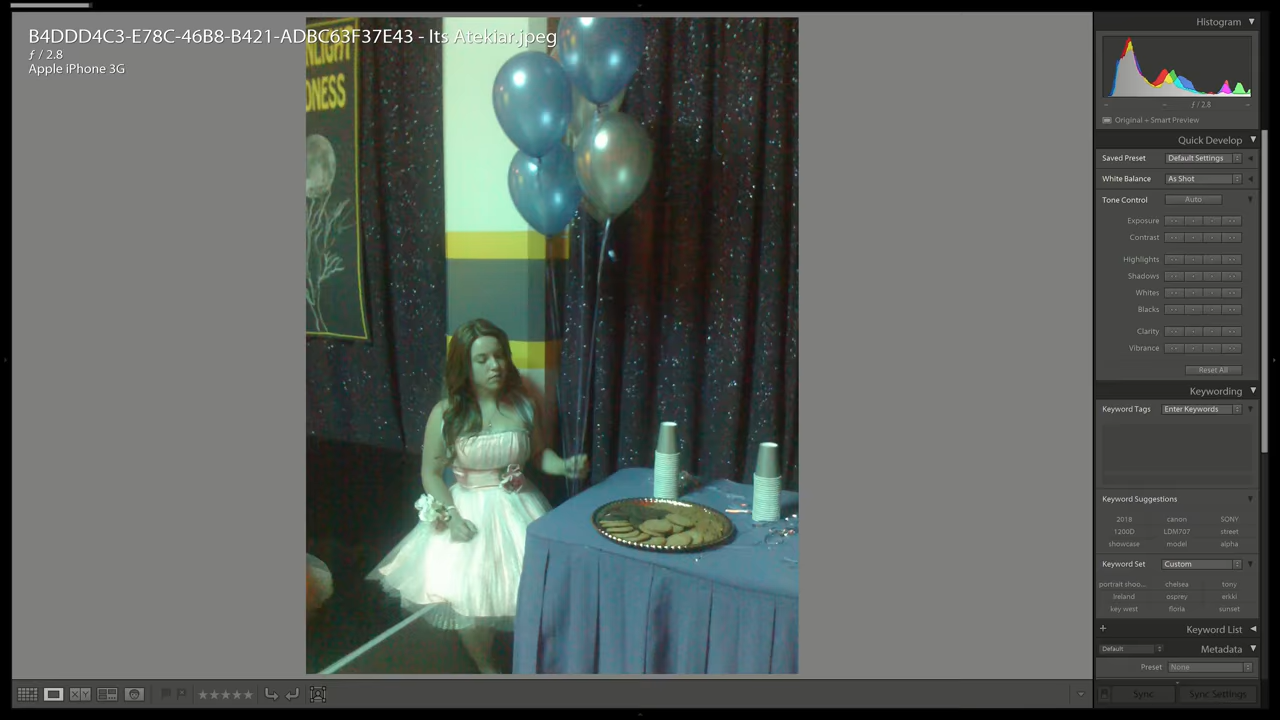 B4DDD4C3-E78C-46B8-B421-ADBC63F37E43 - Its Atekiar.jpeg
ƒ / 2.8
Apple iPhone 3G
NLIGHT
DNESS
Histogram
ƒ / 2.8
Original + Smart Preview
Quick Develop
Saved Preset Default Settings
White Balance As Shot
Tone Control Auto
Exposure
Contrast
Highlights
Shadows
Whites
Blacks
Clarity
Vibrance
Reset All
Keywording
Keyword Tags Enter Keywords
Keyword Suggestions
2018 canon SONY
1200D LDM707 street
showcase model alpha
Keyword Set Custom
portrait shoo... chelsea tony
Ireland osprey erkki
key west floria sunset
+ Keyword List
Default Metadata
Preset None
XY
Sync Sync Settings